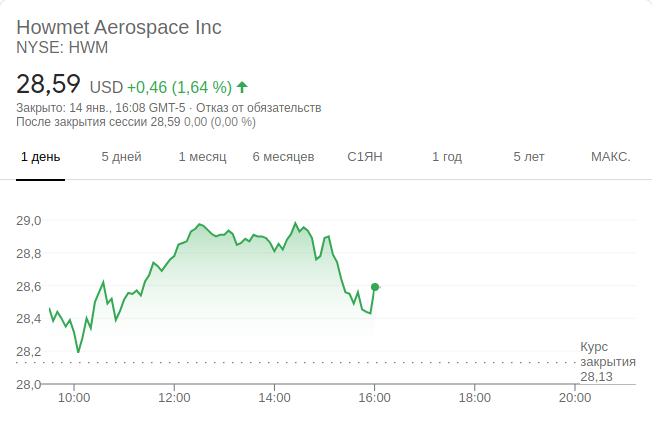 Howmet Aerospace Inc
NYSE: HWM
28,59 USD +0,46 (1,64 %)
Закрыто: 14 янв., 16:08 GMT-5 · Отказ от обязательств
После закрытия сессии 28,59 0,00 (0,00 %)
1 день 5 дней 1 месяц 6 месяцев С1ЯН 1 год 5 лет МАКС.
29,0
28,8
28,6
28,4
28,2
28,0
Курс
закрытия
28,13
10:00 12:00 14:00 16:00 18:00 20:00